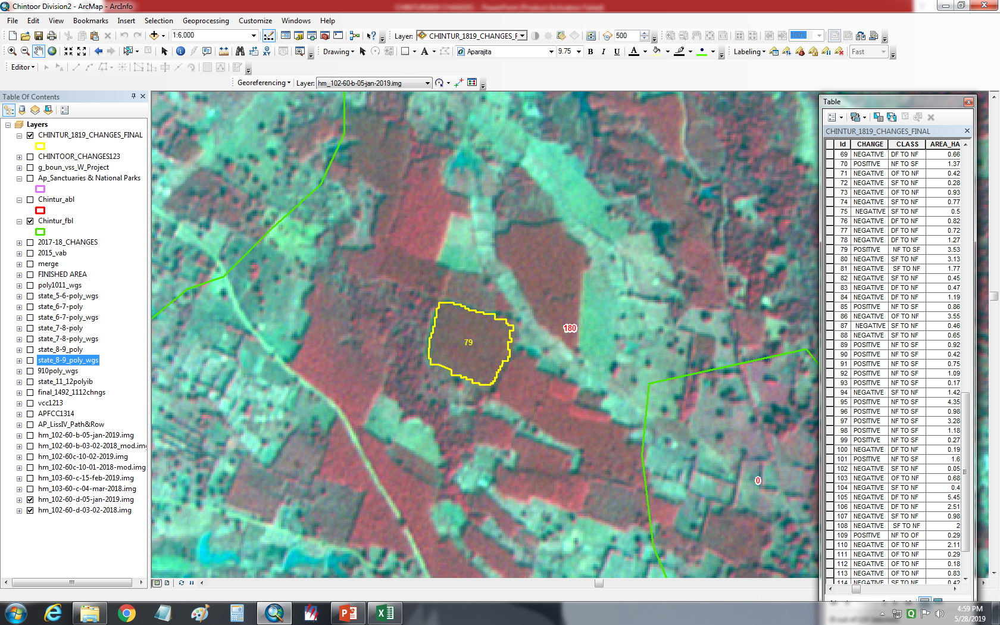 Chintoor Division2 - ArcMap - ArcInfo
File Edit View Bookmarks Insert Selection Geoprocessing Customize Windows Help
1:6,000
Layer: CHINTUR_1819_CHANGES_F
500
100%
Drawing
Aparajita
9.75
B I U A
Labeling
Fast
Editor
Georeferencing
Layer: hm_102-60-b-05-jan-2019.img
Table Of Contents
Layers
CHINTUR_1819_CHANGES_FINAL
CHINTOOR_CHANGES123
g_boun_vss_W_Project
Ap_Sanctuaries & National Parks
Chintur_abl
Chintur_fbl
2017-18_CHANGES
2015_vab
merge
FINISHED AREA
poly1011_wgs
state_5-6-poly_wgs
state_6-7-poly
state_6-7-poly_wgs
state_7-8-poly
state_7-8-poly_wgs
state_8-9_poly
state_8-9_poly_wgs
910poly_wgs
state_11_12polyib
final_1492_1112chngs
vcc1213
APFCC1314
AP_LissIV_Path&Row
hm_102-60-b-05-jan-2019.img
hm_102-60-b-03-02-2018_mod.img
hm_102-60c-10-02-2019.img
hm_102-60c-10-01-2018-mod.img
hm_103-60-c-15-feb-2019.img
hm_103-60-c-04-mar-2018.img
hm_102-60-d-05-jan-2019.img
hm_102-60-d-03-02-2018.img
79
180
0
Table
CHINTUR_1819_CHANGES_FINAL
Id CHANGE CLASS AREA_HA
69 NEGATIVE DF TO NF 0.66
70 POSITIVE NF TO SF 1.37
71 NEGATIVE OF TO NF 0.42
72 NEGATIVE SF TO NF 0.28
73 NEGATIVE OF TO NF 0.93
74 NEGATIVE SF TO NF 0.77
75 NEGATIVE SF TO NF 0.5
76 NEGATIVE DF TO NF 0.82
77 NEGATIVE DF TO NF 0.72
78 NEGATIVE DF TO NF 1.27
79 POSITIVE NF TO SF 3.53
80 NEGATIVE SF TO NF 3.13
81 NEGATIVE SF TO NF 1.77
82 NEGATIVE SF TO NF 0.45
83 NEGATIVE DF TO NF 0.47
84 NEGATIVE DF TO NF 1.19
85 POSITIVE NF TO SF 0.86
86 NEGATIVE OF TO NF 3.55
87 NEGATIVE SF TO NF 0.46
88 NEGATIVE SF TO NF 0.65
89 POSITIVE NF TO SF 0.92
90 POSITIVE NF TO SF 0.42
91 POSITIVE NF TO SF 0.75
92 POSITIVE NF TO SF 1.09
93 POSITIVE NF TO SF 0.17
94 NEGATIVE SF TO NF 1.42
95 POSITIVE NF TO SF 4.35
96 POSITIVE NF TO SF 0.98
97 POSITIVE NF TO SF 3.28
98 POSITIVE NF TO SF 1.18
99 POSITIVE NF TO SF 0.27
100 NEGATIVE DF TO NF 0.19
101 POSITIVE NF TO SF 1.6
102 NEGATIVE SF TO NF 0.05
103 NEGATIVE OF TO NF 0.68
104 NEGATIVE SF TO NF 0.4
105 NEGATIVE DF TO NF 5.45
106 NEGATIVE DF TO NF 2.51
107 NEGATIVE SF TO NF 0.98
108 NEGATIVE SF TO NF 2
109 POSITIVE NF TO OF 0.29
110 NEGATIVE OF TO NF 2.11
111 NEGATIVE OF TO NF 0.29
112 NEGATIVE OF TO NF 0.18
113 NEGATIVE OF TO NF 0.83
114 NEGATIVE SF TO NF 0.42
4:59 PM
5/28/2019